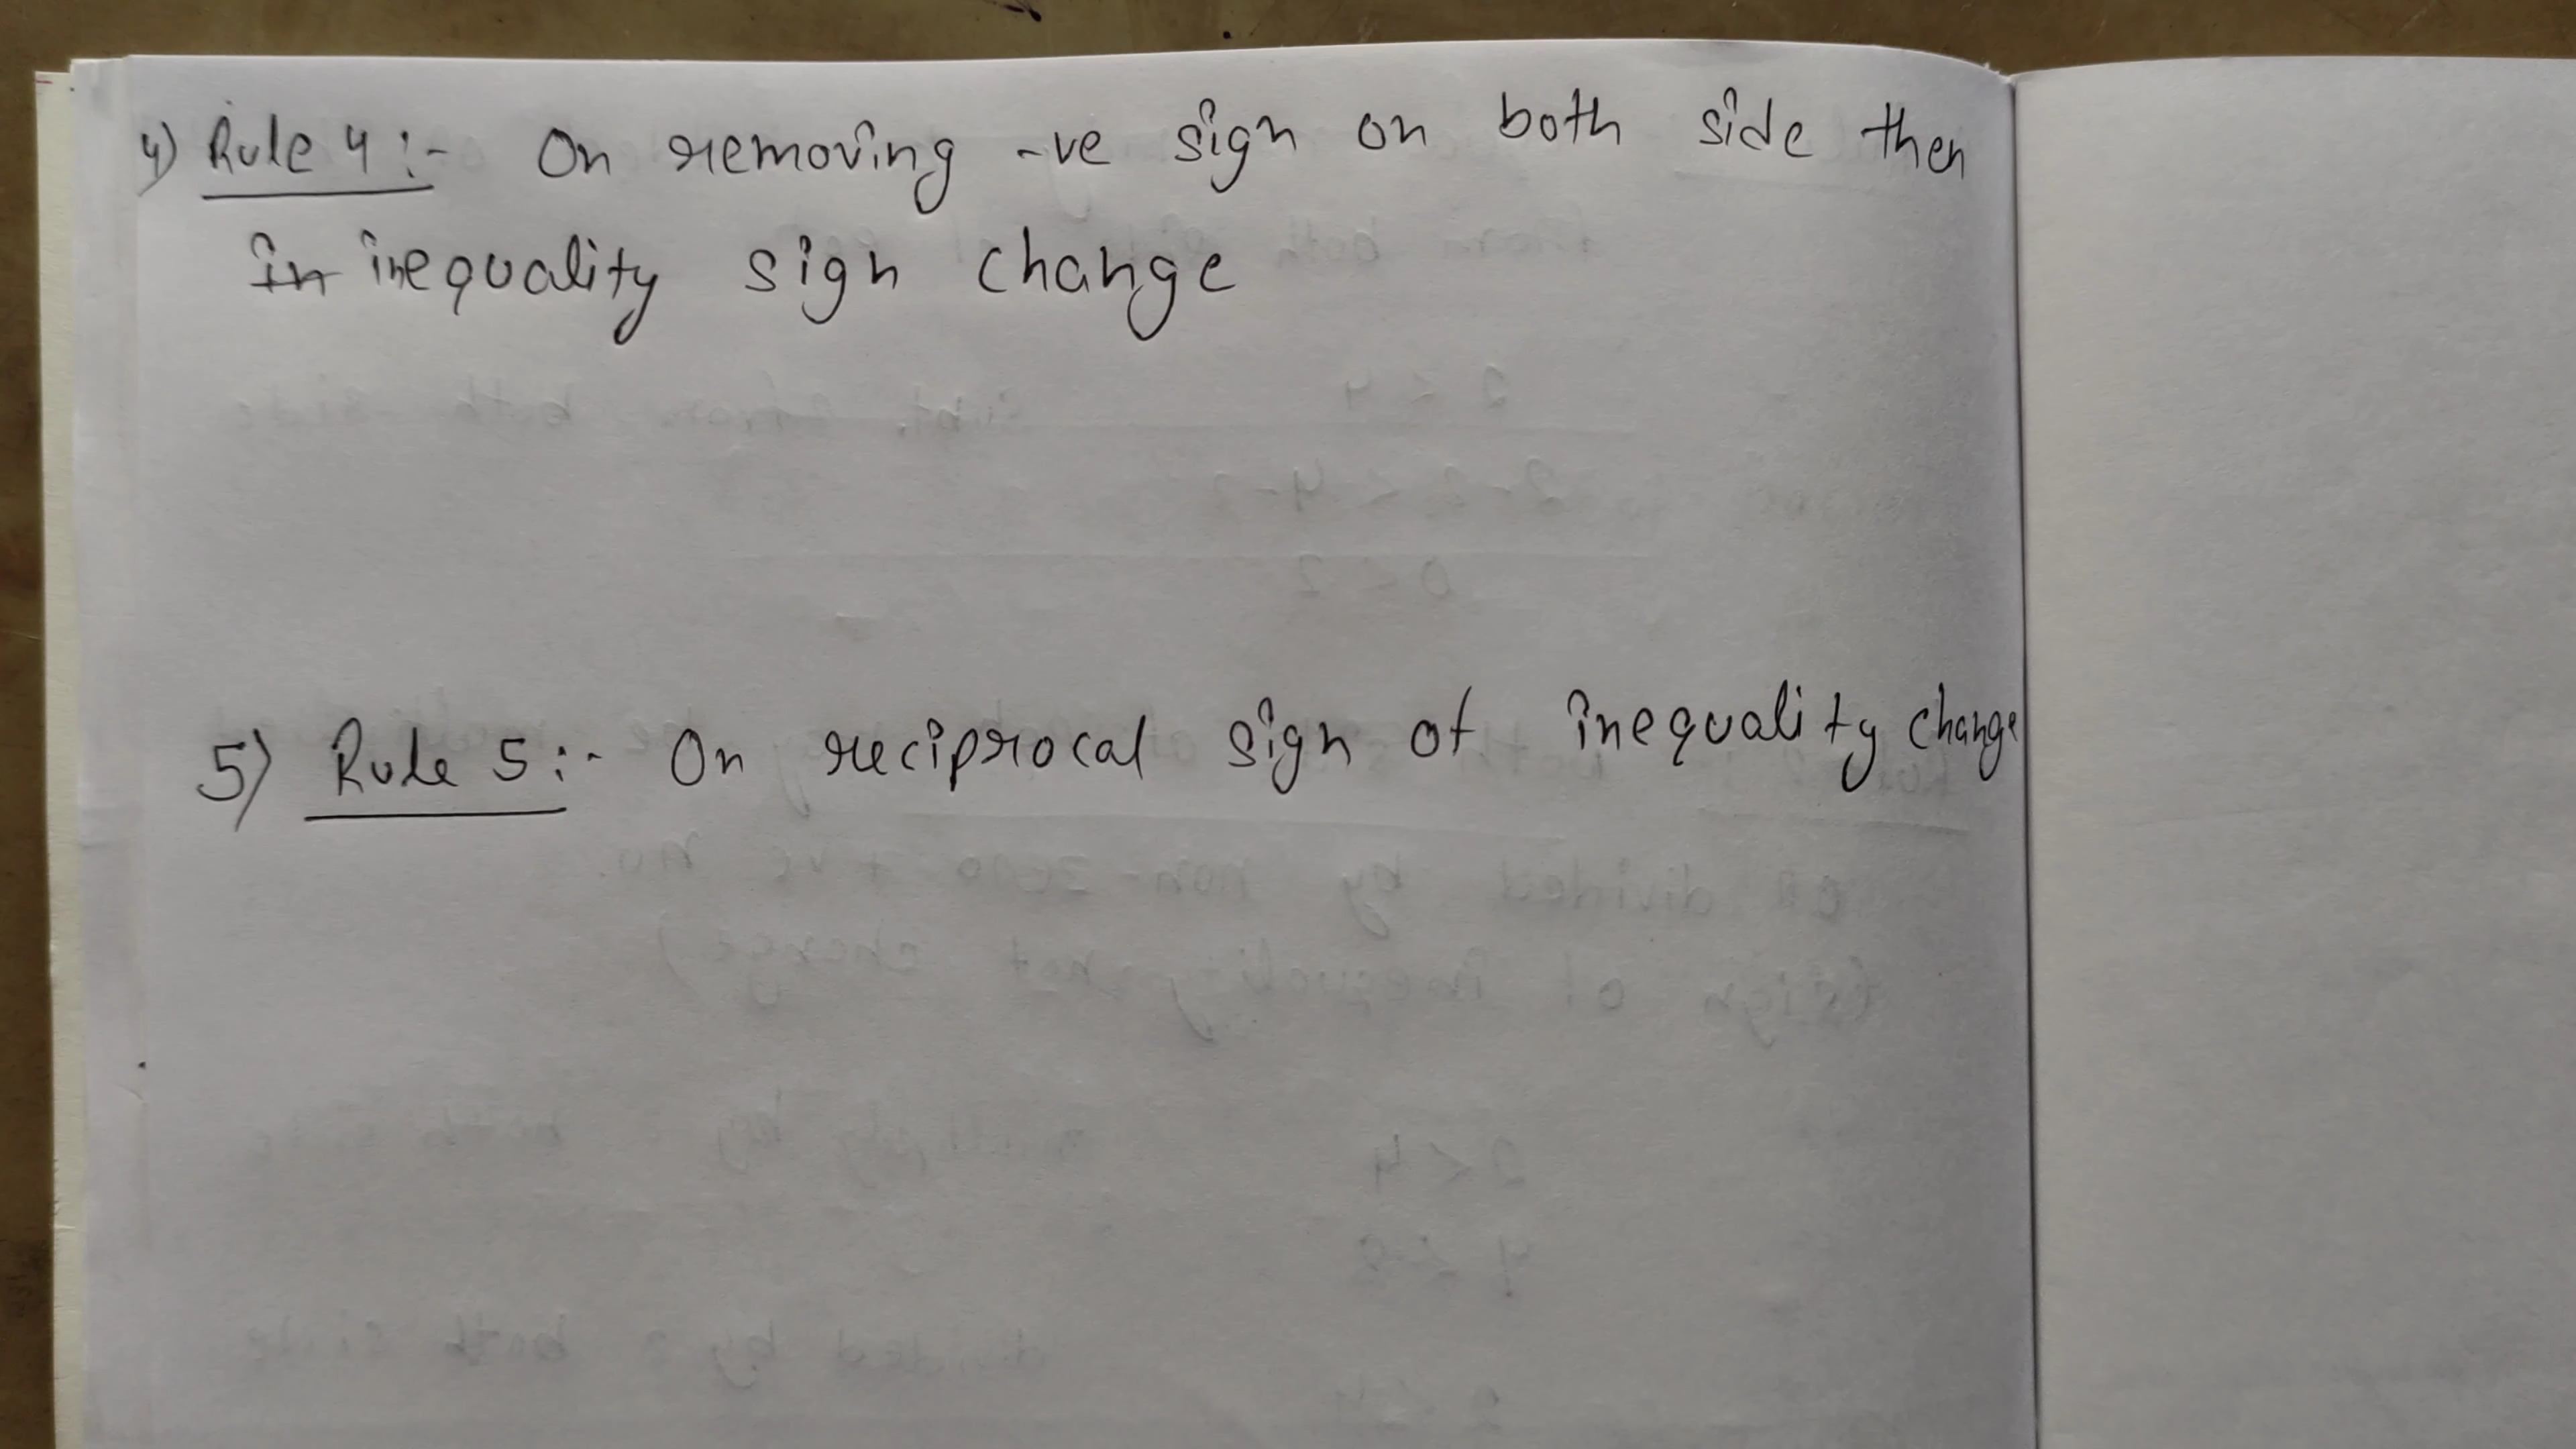 4) Rule 4 :- On removing -ve sign on both side then
In inequality sign change
5) Rule 5 :- On reciprocal sign of inequality change